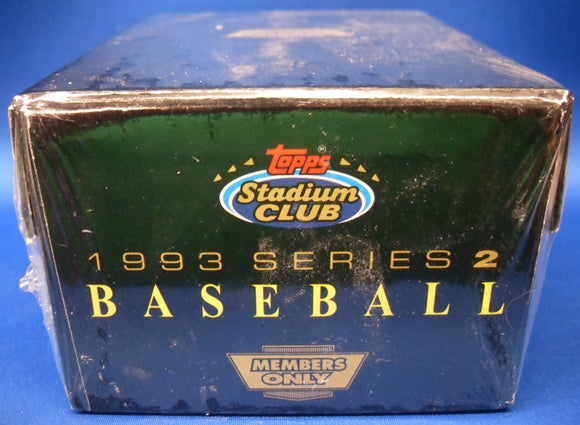 Topps
Stadium
CLUB
1993 SERIES 2
BASEBALL
MEMBERS
ONLY